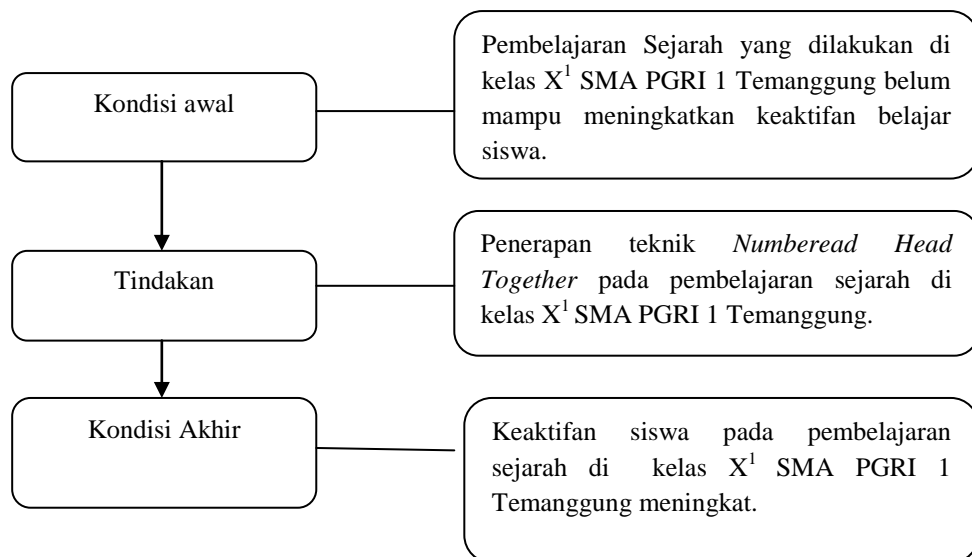 Kondisi awal
Pembelajaran Sejarah yang dilakukan di
kelas X¹ SMA PGRI 1 Temanggung belum
mampu meningkatkan keaktifan belajar
siswa.
Tindakan
Penerapan teknik Numberead Head
Together pada pembelajaran sejarah di
kelas X¹ SMA PGRI 1 Temanggung.
Kondisi Akhir
Keaktifan siswa pada pembelajaran
sejarah di kelas X¹ SMA PGRI 1
Temanggung meningkat.